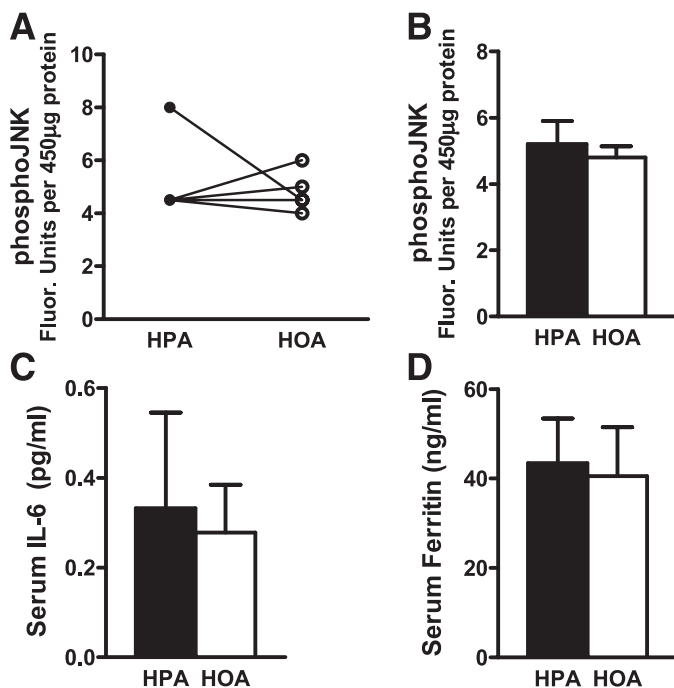 A
phosphoJNK
Fluor. Units per 450µg protein
10
8
6
4
2
0
HPA HOA
B
phosphoJNK
Fluor. Units per 450µg protein
8
6
4
2
0
HPA HOA
C
Serum IL-6 (pg/ml)
0.6
0.4
0.2
0.0
HPA HOA
D
Serum Ferritin (ng/ml)
60
40
20
0
HPA HOA